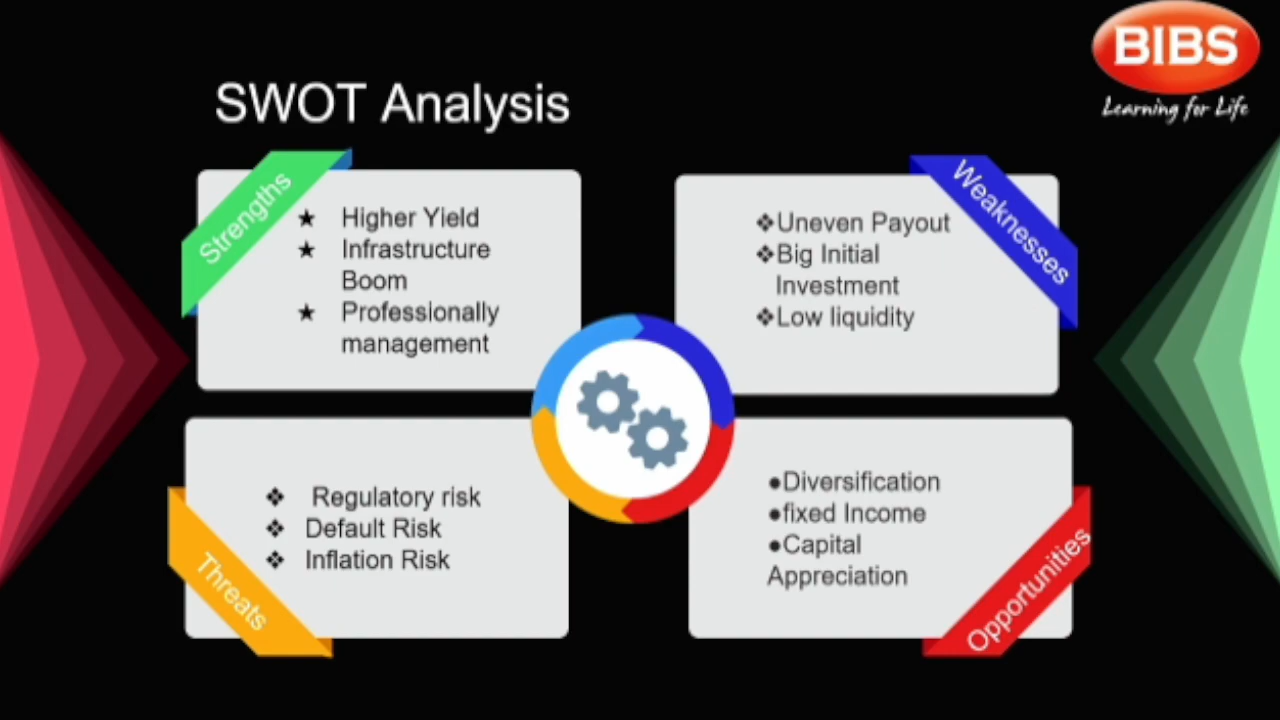 BIBS
Learning for Life
SWOT Analysis
Strengths
★ Higher Yield
★ Infrastructure
Boom
★ Professionally
management
Weaknesses
❖Uneven Payout
❖Big Initial
Investment
❖Low liquidity
Threats
❖ Regulatory risk
❖ Default Risk
❖ Inflation Risk
Opportunities
●Diversification
●fixed Income
●Capital
Appreciation